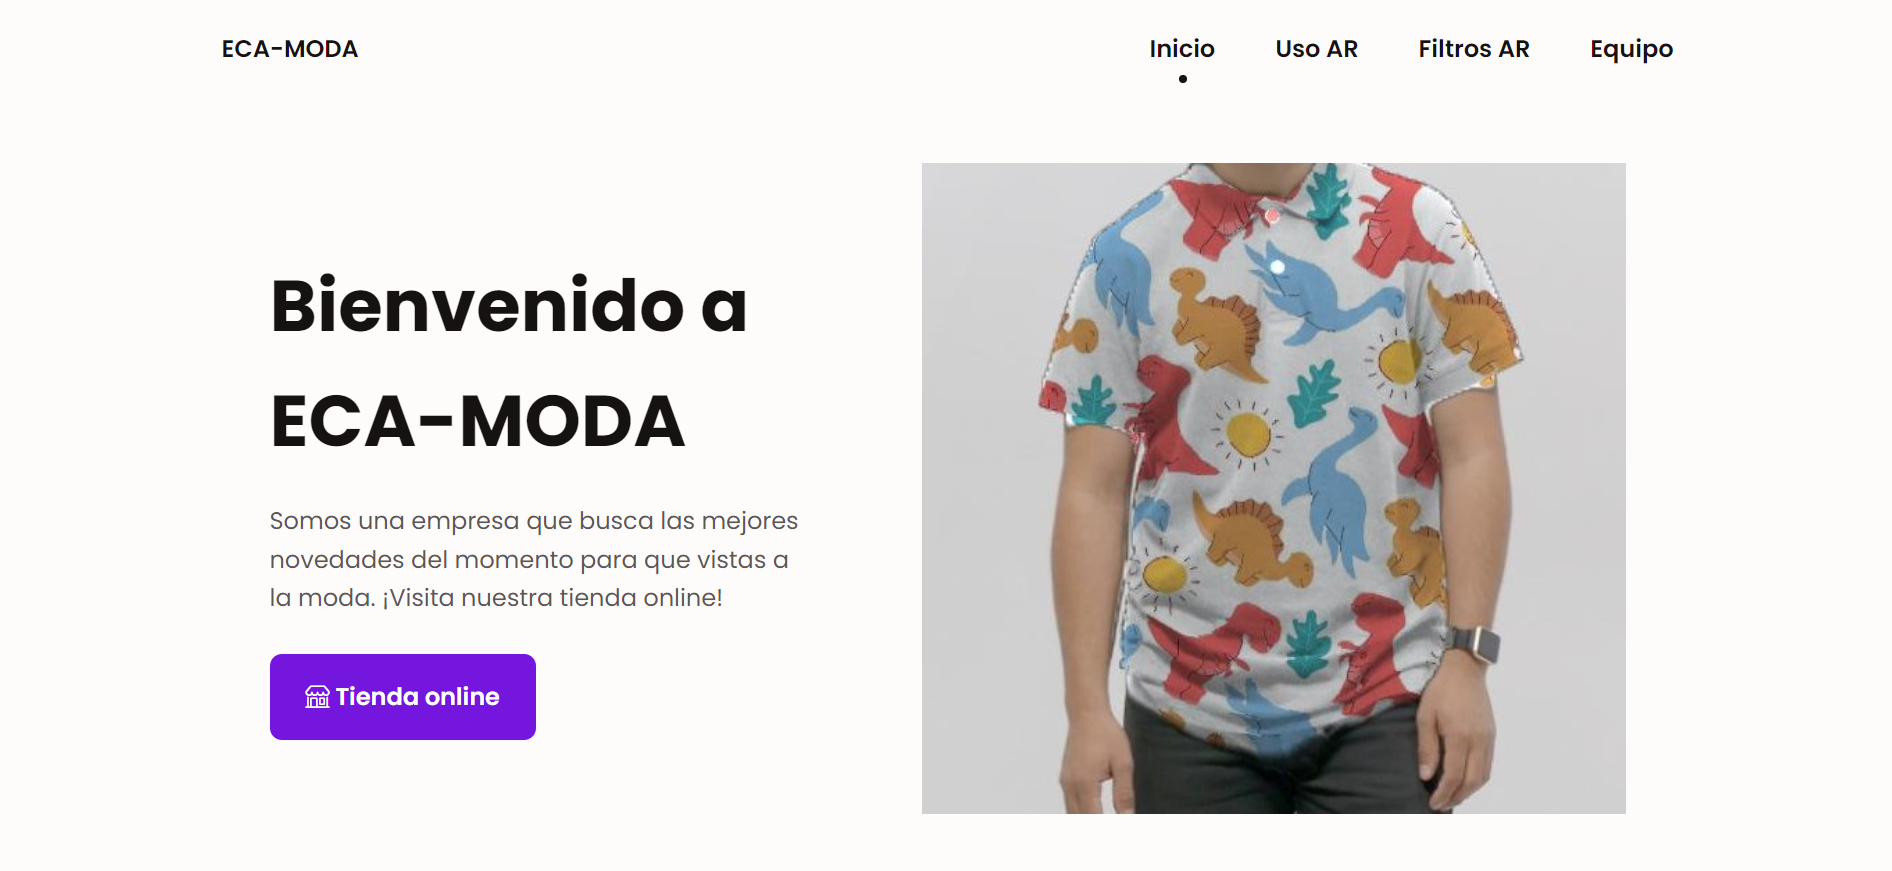 ECA-MODA
Inicio
Uso AR
Filtros AR
Equipo
Bienvenido a
ECA-MODA
Somos una empresa que busca las mejores
novedades del momento para que vistas a
la moda. ¡Visita nuestra tienda online!
Tienda online